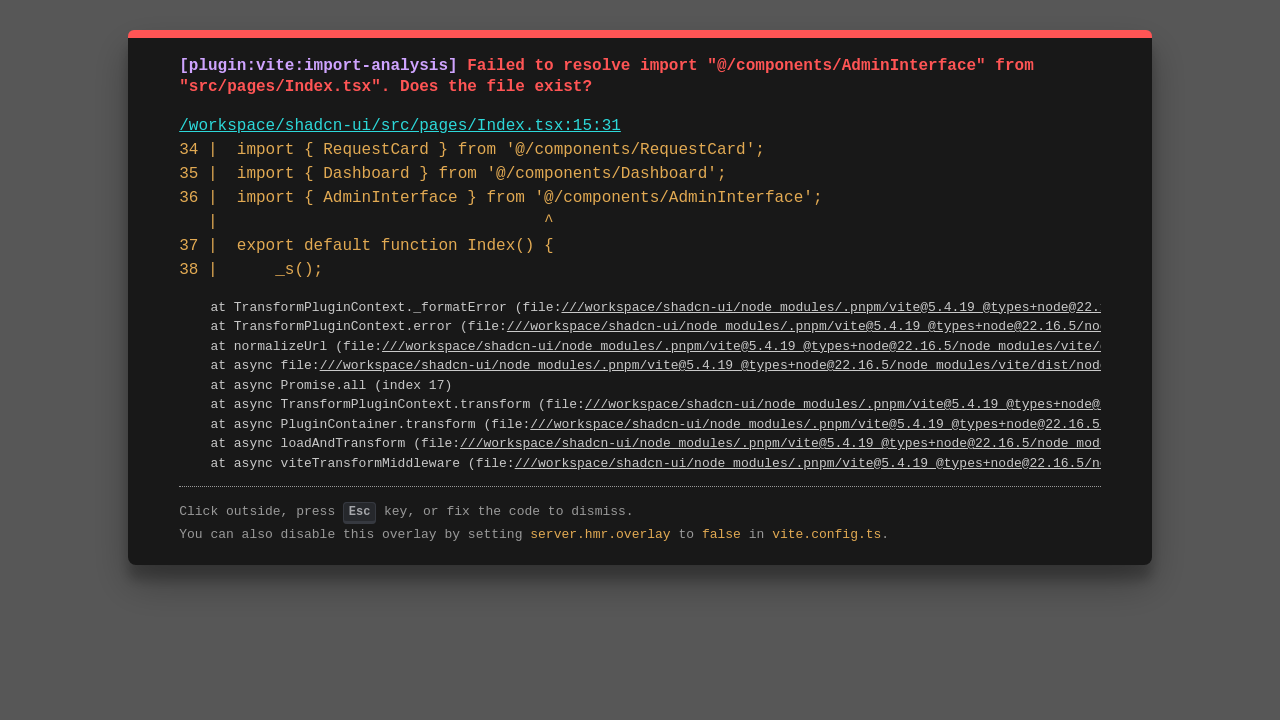 [plugin:vite:import-analysis] Failed to resolve import "@/components/AdminInterface" from
"src/pages/Index.tsx". Does the file exist?
/workspace/shadcn-ui/src/pages/Index.tsx:15:31
34 |  import { RequestCard } from '@/components/RequestCard';
35 |  import { Dashboard } from '@/components/Dashboard';
36 |  import { AdminInterface } from '@/components/AdminInterface';
   |                                  ^
37 |  export default function Index() {
38 |      _s();
at TransformPluginContext._formatError (file:///workspace/shadcn-ui/node_modules/.pnpm/vite@5.4.19_@types+node@22.
at TransformPluginContext.error (file:///workspace/shadcn-ui/node_modules/.pnpm/vite@5.4.19_@types+node@22.16.5/no
at normalizeUrl (file:///workspace/shadcn-ui/node_modules/.pnpm/vite@5.4.19_@types+node@22.16.5/node_modules/vite/
at async file:///workspace/shadcn-ui/node_modules/.pnpm/vite@5.4.19_@types+node@22.16.5/node_modules/vite/dist/nod
at async Promise.all (index 17)
at async TransformPluginContext.transform (file:///workspace/shadcn-ui/node_modules/.pnpm/vite@5.4.19_@types+node@
at async PluginContainer.transform (file:///workspace/shadcn-ui/node_modules/.pnpm/vite@5.4.19_@types+node@22.16.5
at async loadAndTransform (file:///workspace/shadcn-ui/node_modules/.pnpm/vite@5.4.19_@types+node@22.16.5/node_mod
at async viteTransformMiddleware (file:///workspace/shadcn-ui/node_modules/.pnpm/vite@5.4.19_@types+node@22.16.5/n
Click outside, press Esc key, or fix the code to dismiss.
You can also disable this overlay by setting server.hmr.overlay to false in vite.config.ts.